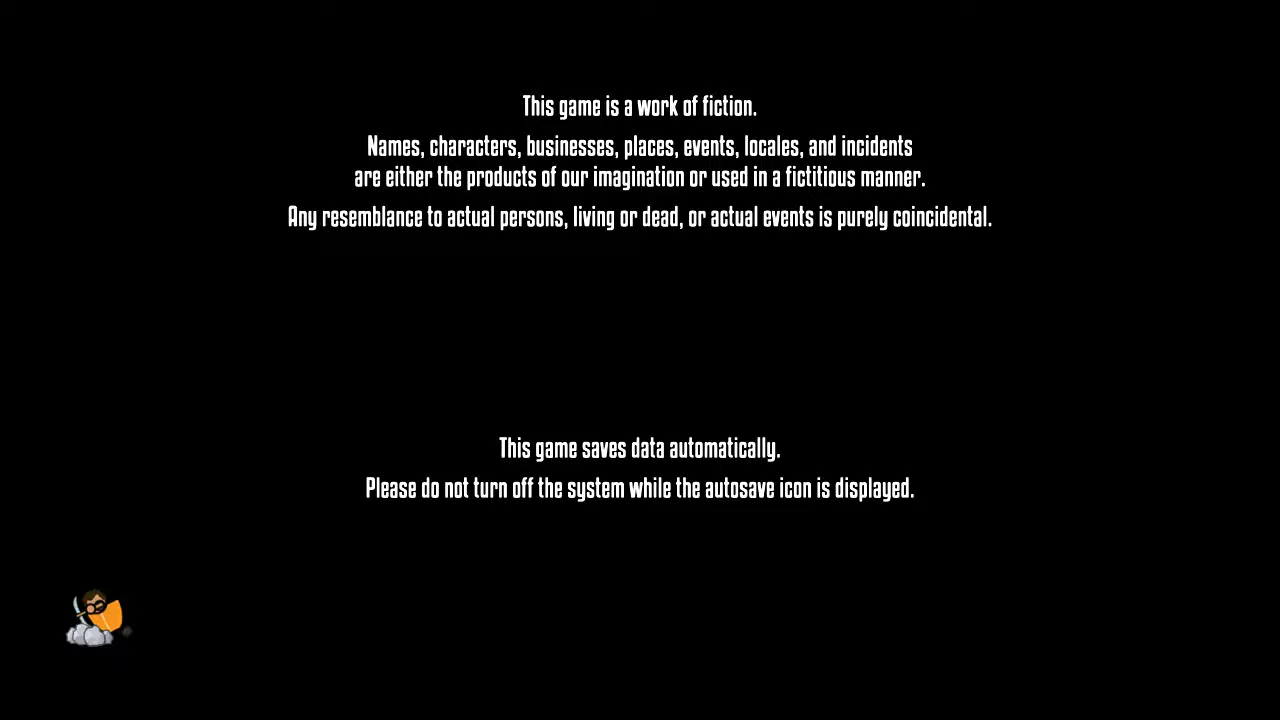 This game is a work of fiction.
Names, characters, businesses, places, events, locales, and incidents
are either the products of our imagination or used in a fictitious manner.
Any resemblance to actual persons, living or dead, or actual events is purely coincidental.
This game saves data automatically.
Please do not turn off the system while the autosave icon is displayed.